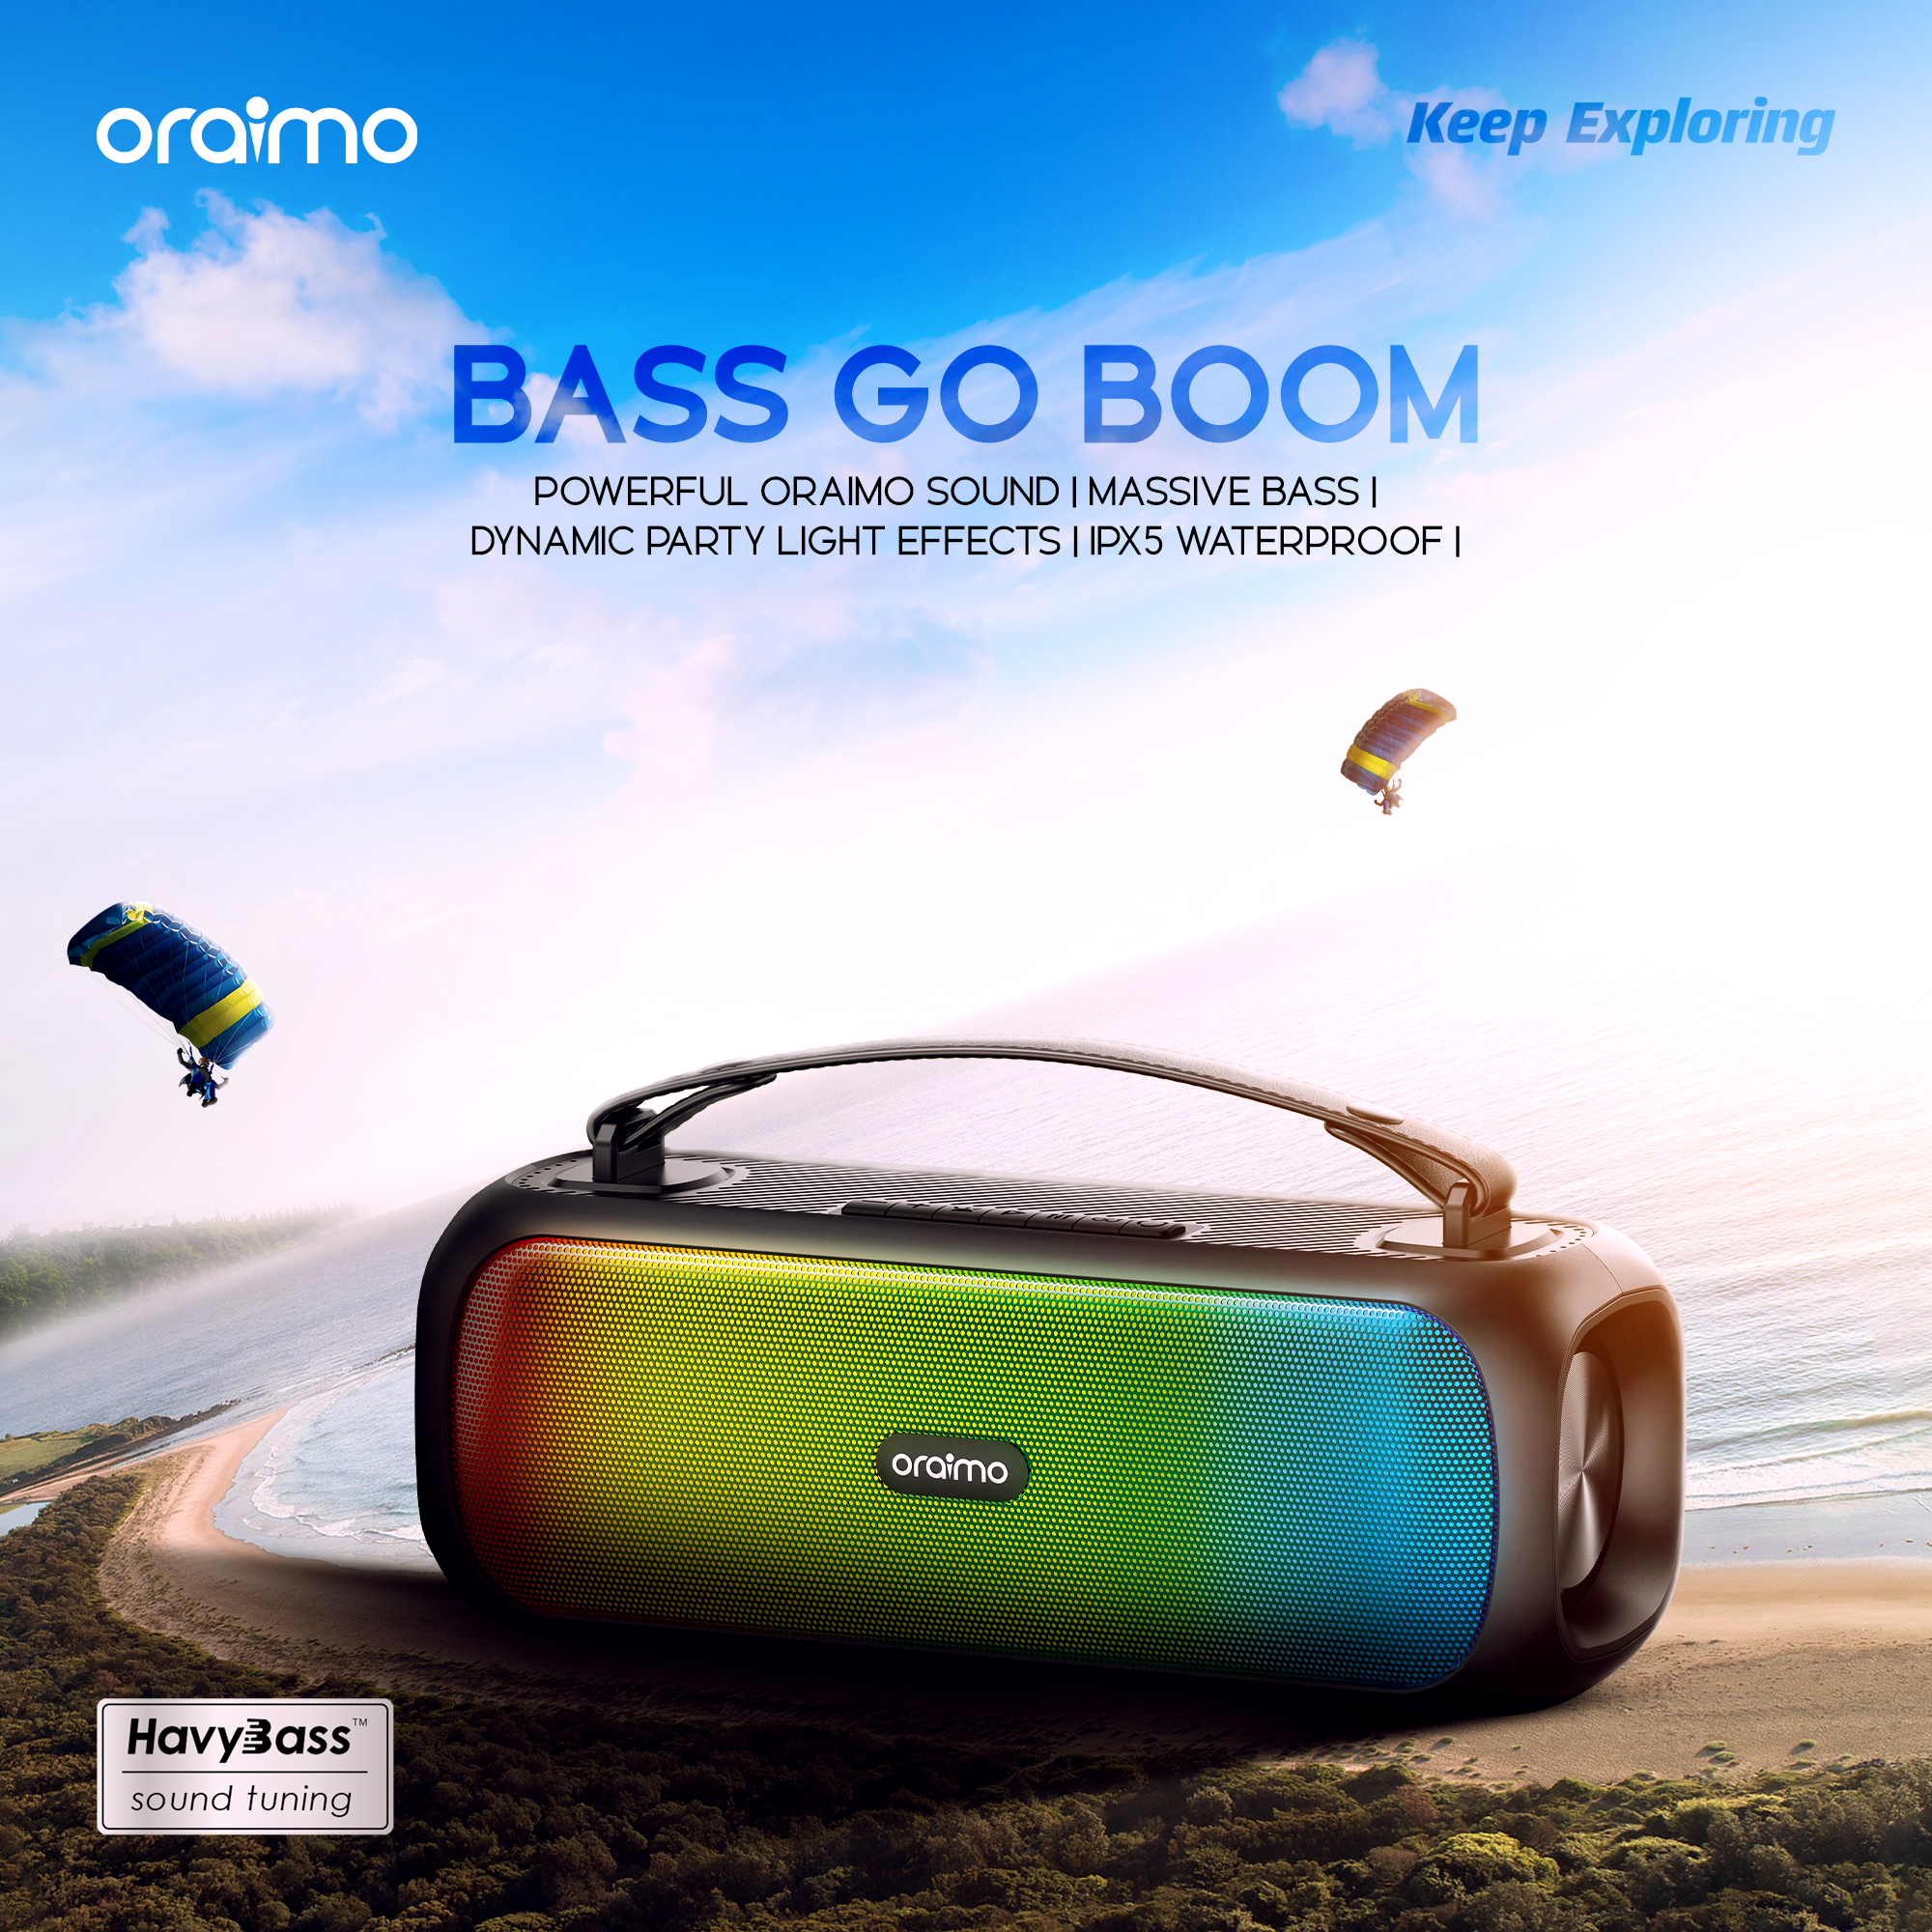 oraimo
Keep Exploring
BASS GO BOOM
POWERFUL ORAIMO SOUND | MASSIVE BASS |
DYNAMIC PARTY LIGHT EFFECTS | IPX5 WATERPROOF |
oraimo
HavyBass™
sound tuning